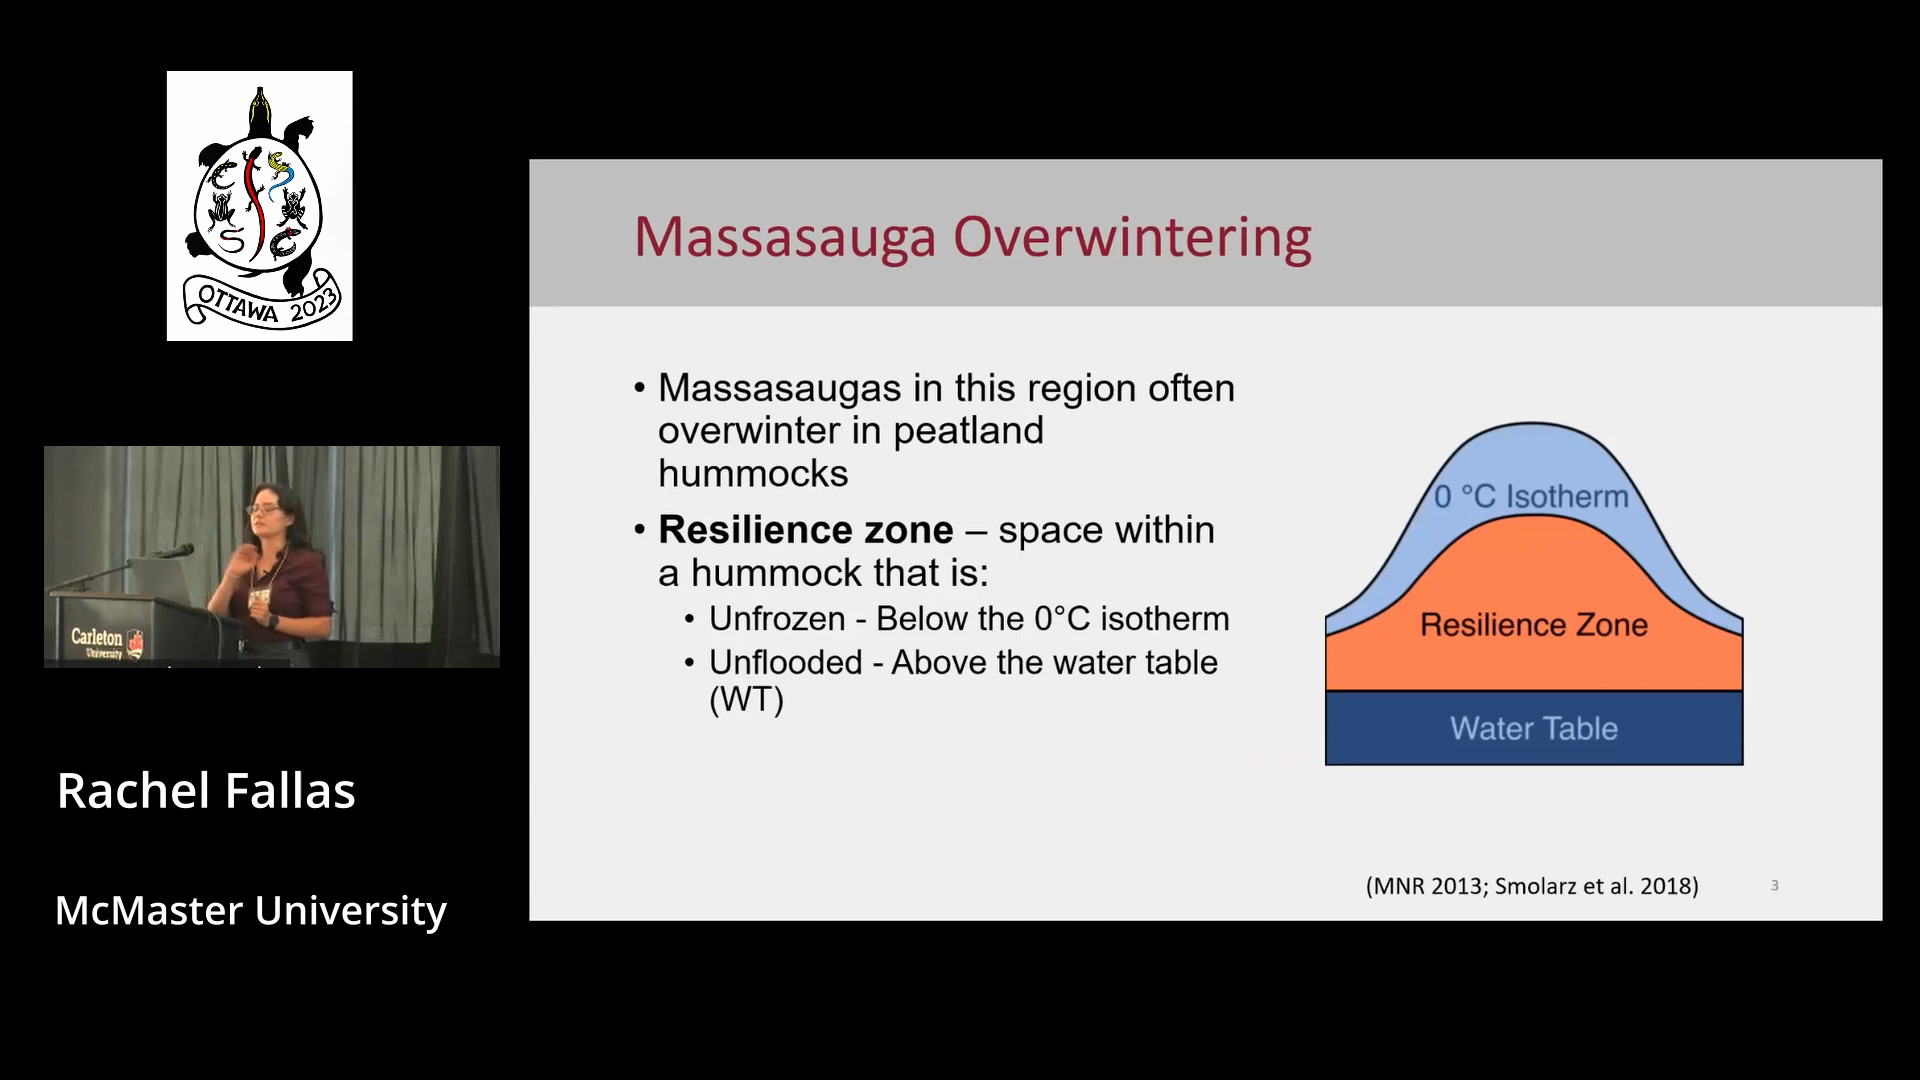 OTTAWA 2023
Carleton
University
Rachel Fallas
McMaster University
Massasauga Overwintering
• Massasaugas in this region often
overwinter in peatland
hummocks
• Resilience zone – space within
a hummock that is:
• Unfrozen - Below the 0°C isotherm
• Unflooded - Above the water table
(WT)
0 °C Isotherm
Resilience Zone
Water Table
(MNR 2013; Smolarz et al. 2018)
3